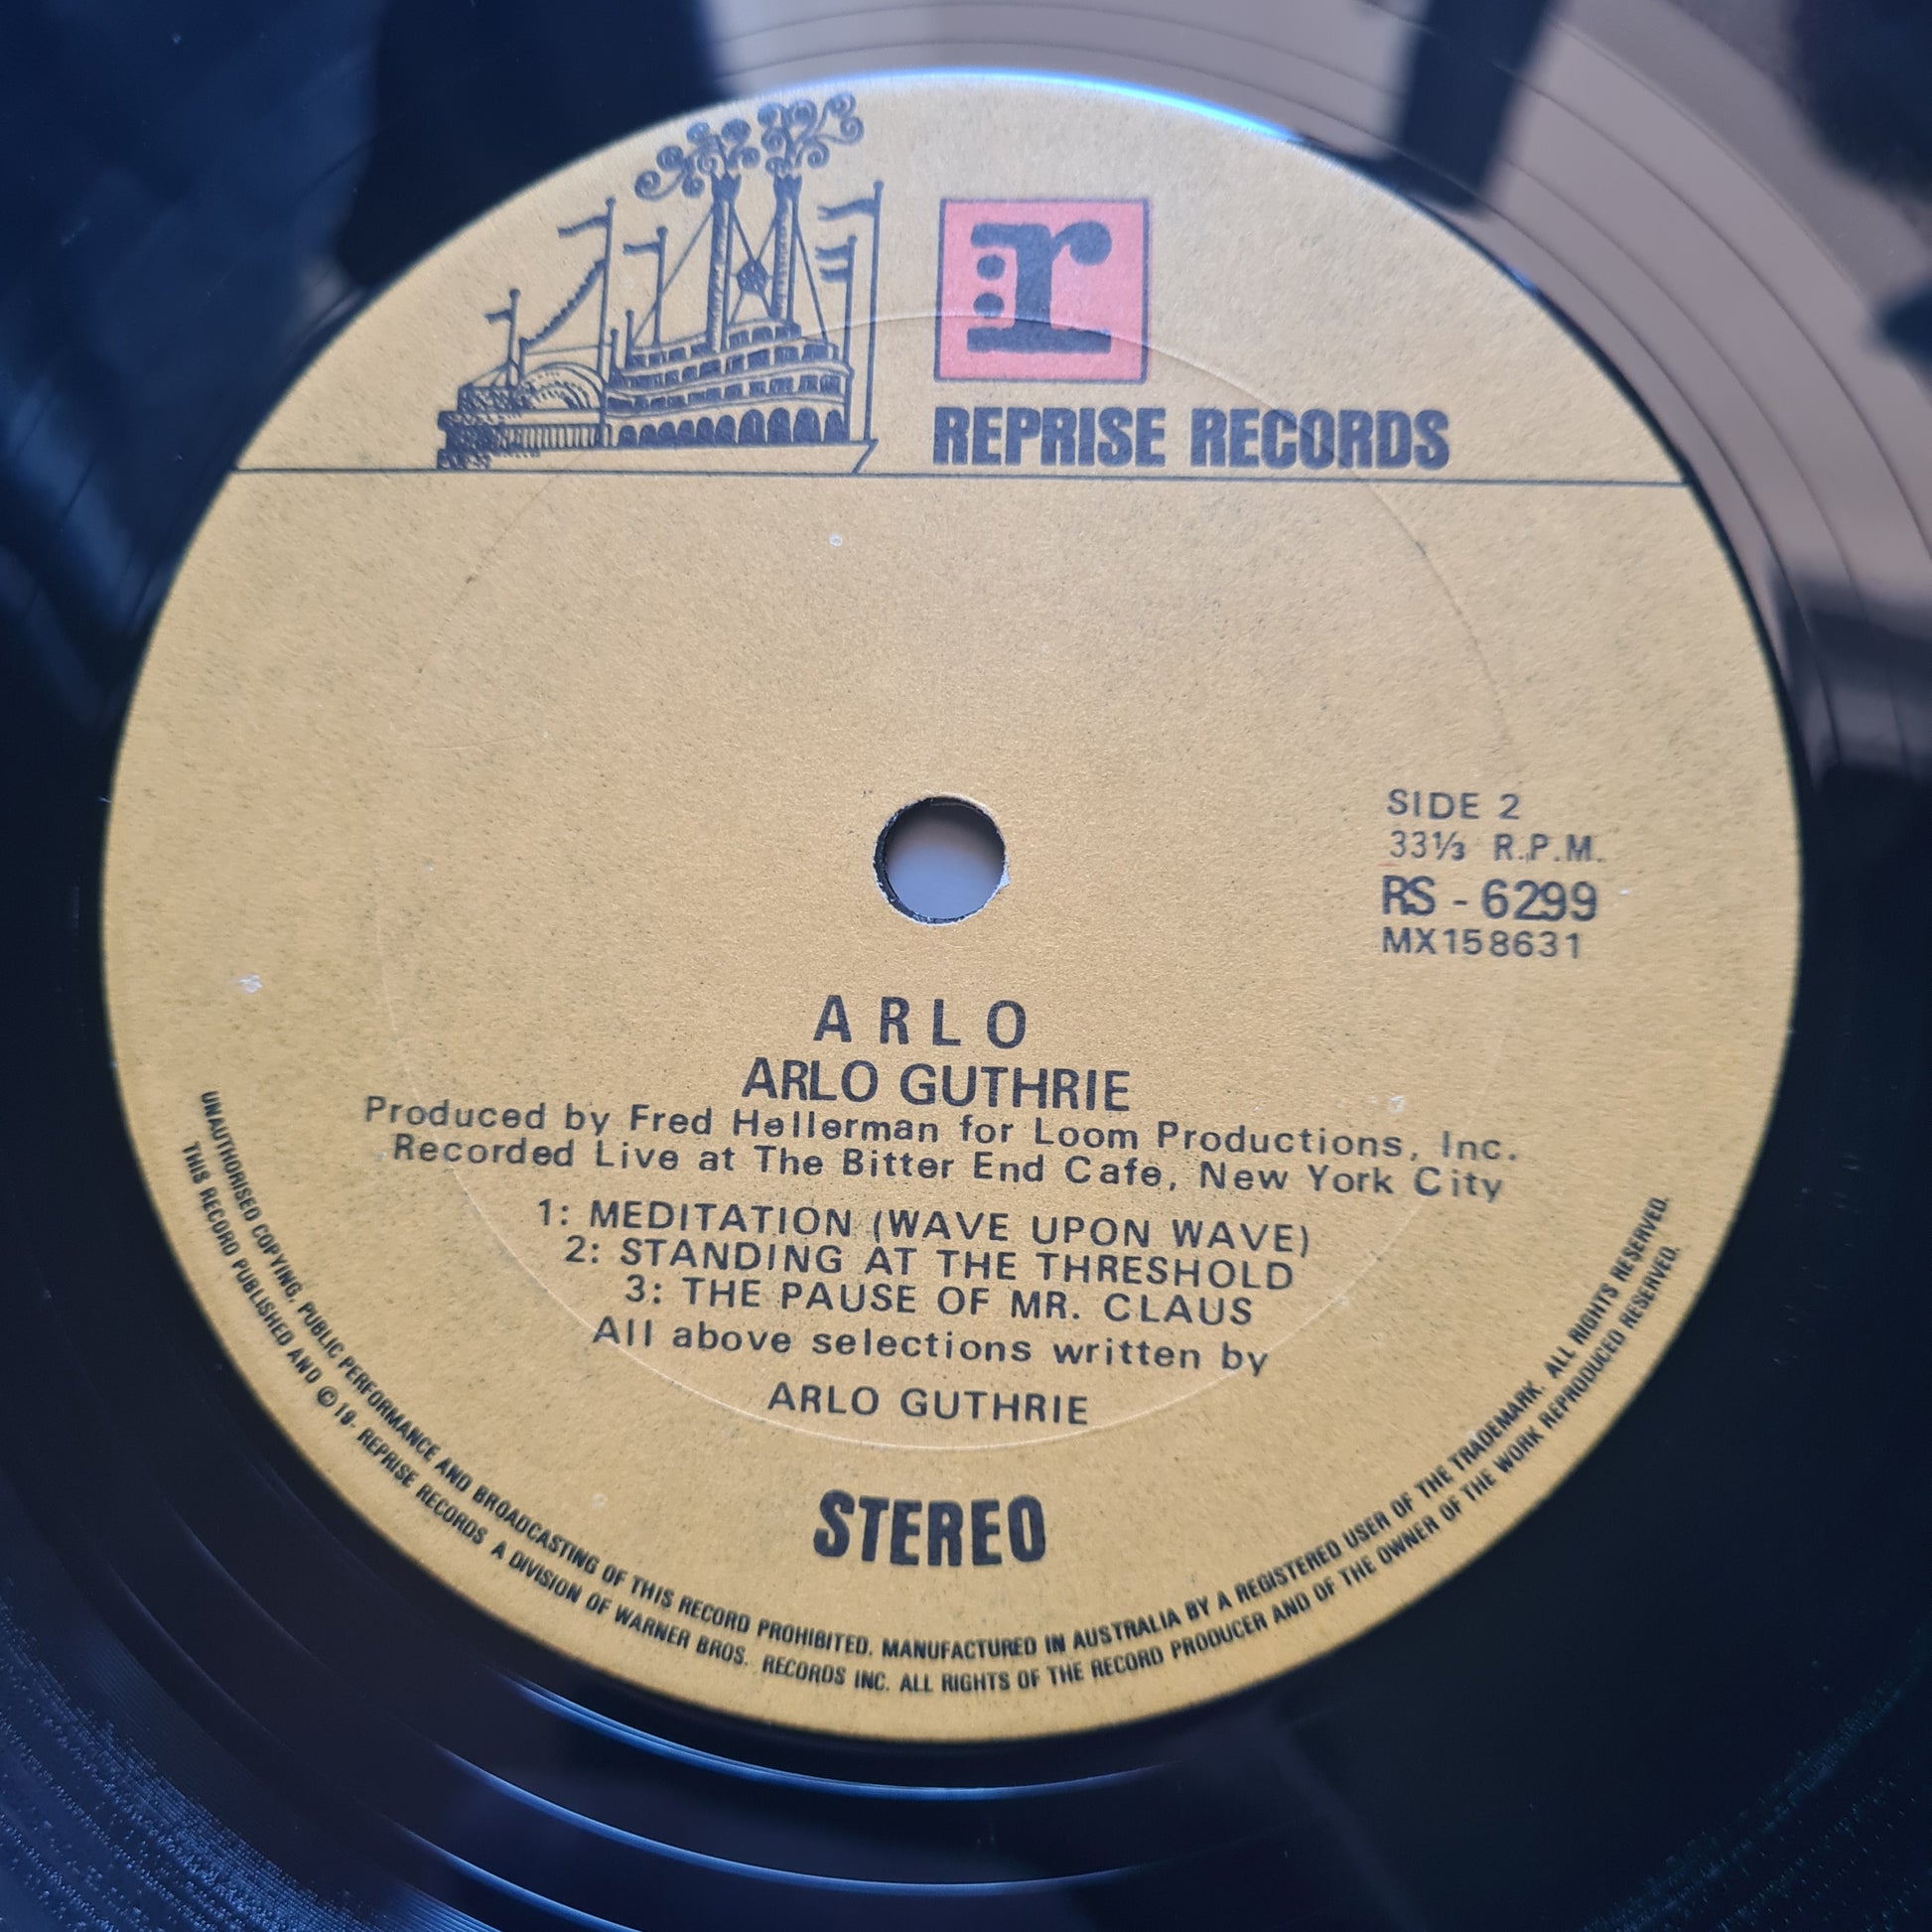 :r
REPRISE RECORDS
SIDE 2
33⅓ R.P.M.
RS - 6299
MX158631
ARLO
ARLO GUTHRIE
Produced by Fred Hellerman for Loom Productions, Inc.
Recorded Live at The Bitter End Cafe, New York City
1: MEDITATION (WAVE UPON WAVE)
2: STANDING AT THE THRESHOLD
3: THE PAUSE OF MR. CLAUS
All above selections written by
ARLO GUTHRIE
STEREO
UNAUTHORISED COPYING, PUBLIC PERFORMANCE AND BROADCASTING OF THIS RECORD PROHIBITED. MANUFACTURED IN AUSTRALIA BY A REGISTERED USER OF THE TRADEMARK. ALL RIGHTS RESERVED.
THIS RECORD PUBLISHED AND ©19- REPRISE RECORDS A DIVISION OF WARNER BROS. RECORDS INC. ALL RIGHTS OF THE RECORD PRODUCER AND OF THE OWNER OF THE WORK REPRODUCED RESERVED.